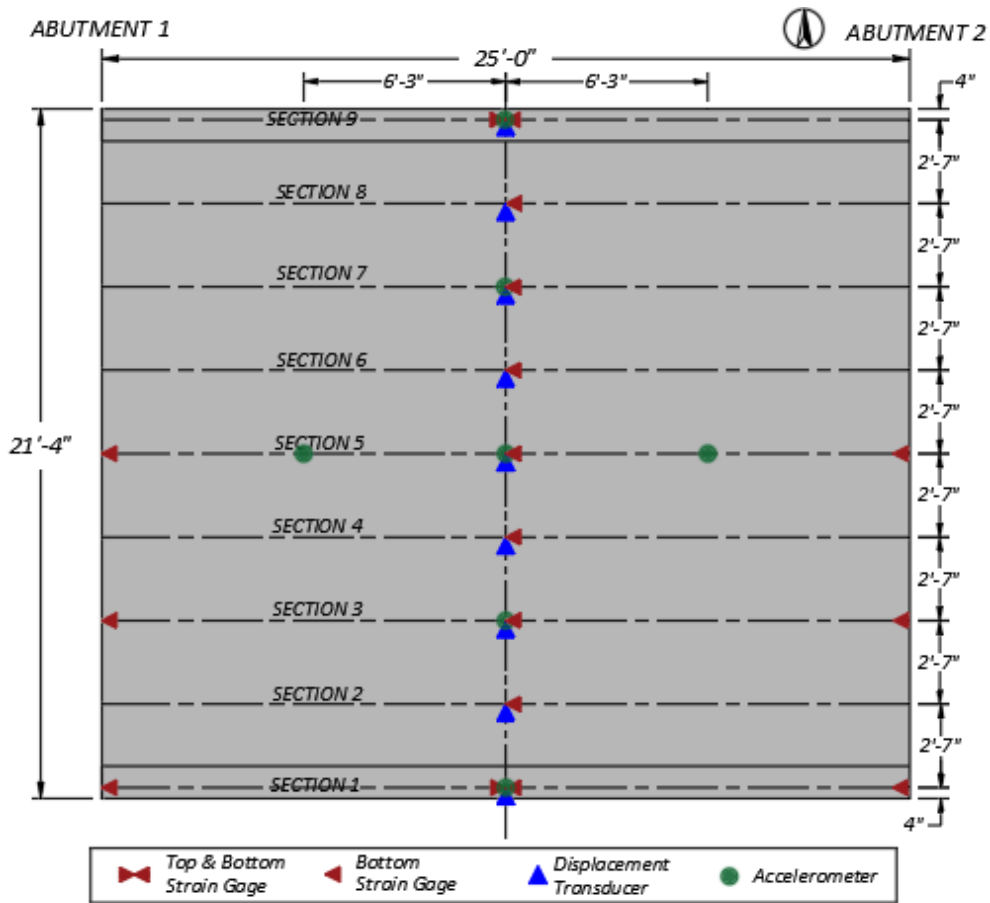 ABUTMENT 1
ABUTMENT 2
25'-0"
6'-3"
6'-3"
4"
SECTION 9
2'-7"
SECTION 8
2'-7"
SECTION 7
2'-7"
SECTION 6
2'-7"
21'-4"
SECTION 5
2'-7"
SECTION 4
2'-7"
SECTION 3
2'-7"
SECTION 2
2'-7"
SECTION 1
4"
Top & Bottom
Strain Gage
Bottom
Strain Gage
Displacement
Transducer
Accelerometer